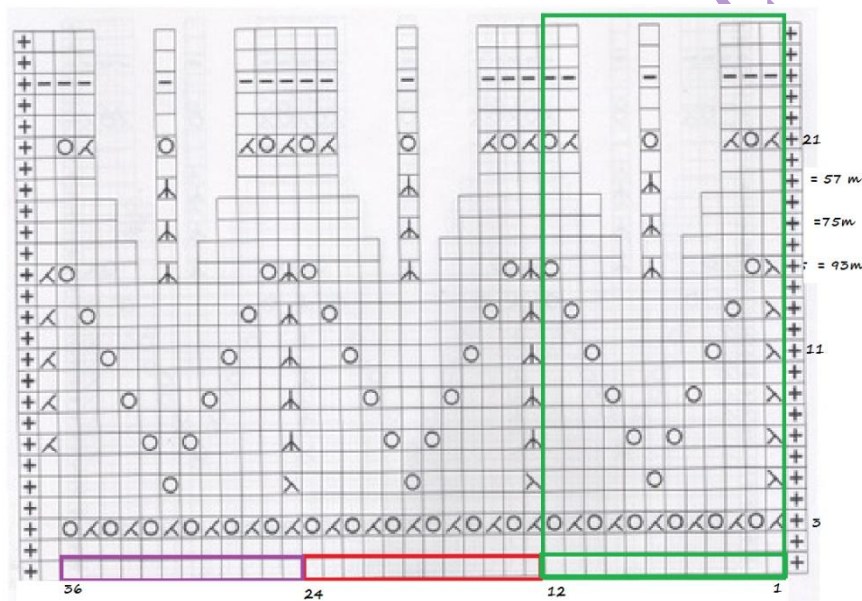 21
= 57 m
=75m
; = 93m
11
3
36
24
12
1